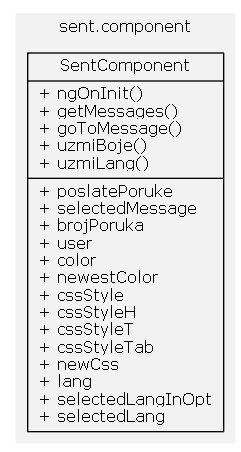 sent.component
SentComponent
+ ngOnInit()
+ getMessages()
+ goToMessage()
+ uzmiBoje()
+ uzmiLang()
+ poslatePoruke
+ selectedMessage
+ brojPoruka
+ user
+ color
+ newestColor
+ cssStyle
+ cssStyleH
+ cssStyleT
+ cssStyleTab
+ newCss
+ lang
+ selectedLangInOpt
+ selectedLang